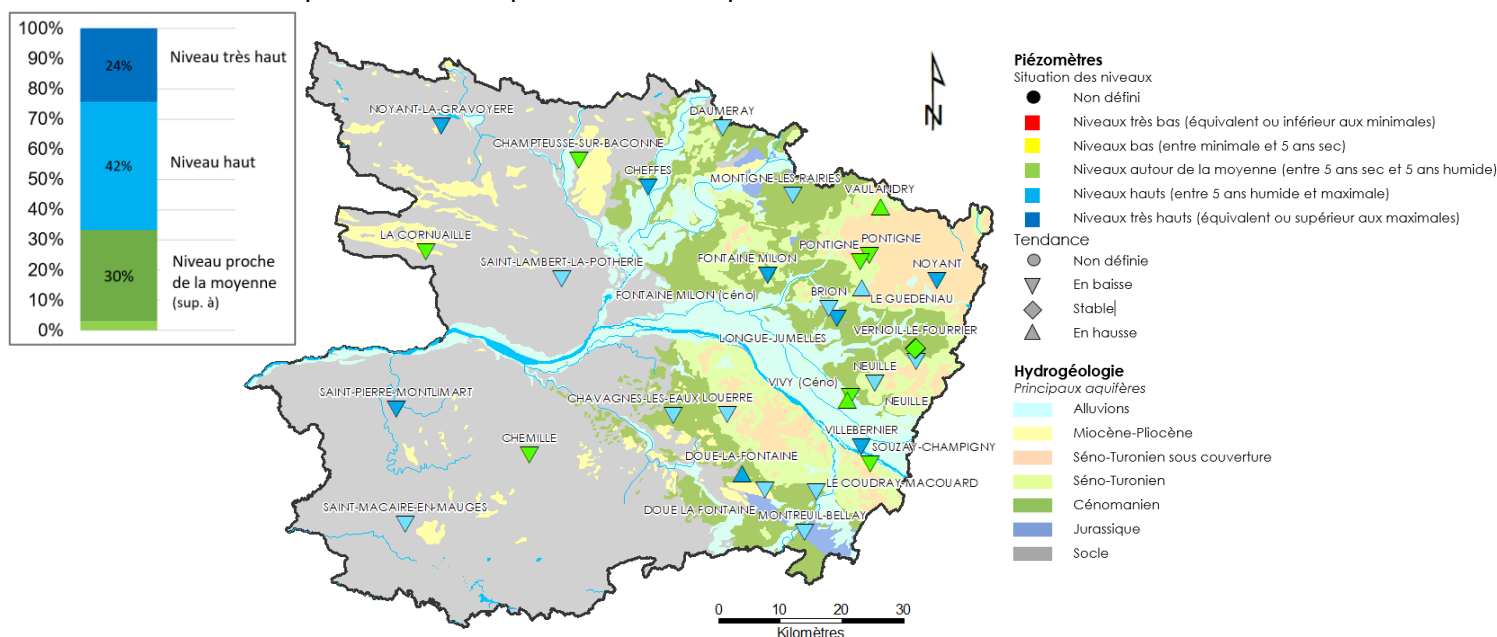 100%
90%
80%
70%
60%
50%
40%
30%
20%
10%
0%
24%
42%
30%
Niveau très haut
Niveau haut
Niveau proche
de la moyenne
(sup. à)
NOYANT-LA-GRAVOYERE
DAUMERAY
CHAMPTEUSSE-SUR-BACONNE
CHEFFES
MONTIGNE-LES-RAIRIES
VAULANDRY
LA CORNUAILLE
PONTIGNE
PONTIGNE
SAINT-LAMBERT-LA-POTHERIE
FONTAINE MILON
NOYANT
FONTAINE MILON (céno)
BRION
LE GUEDENIAU
LONGUE-JUMELLES
VERNOIL-LE-FOURRIER
NEUILLE
VIVY (Céno)
SAINT-PIERRE-MONTLIMART
CHAVAGNES-LES-EAUX
LOUERRE
NEUILLE
VILLEBERNIER
CHEMILLE
SOUZAY-CHAMPIGNY
DOUE-LA-FONTAINE
LE COUDRAY-MACOUARD
SAINT-MACAIRE-EN-MAUGES
DOUE LA FONTAINE
MONTREUIL-BELLAY
N
0 10 20 30
Kilomètres
Piézomètres
Situation des niveaux
Non défini
Niveaux très bas (équivalent ou inférieur aux minimales)
Niveaux bas (entre minimale et 5 ans sec)
Niveaux autour de la moyenne (entre 5 ans sec et 5 ans humide)
Niveaux hauts (entre 5 ans humide et maximale)
Niveaux très hauts (équivalent ou supérieur aux maximales)
Tendance
Non définie
En baisse
Stable
En hausse
Hydrogéologie
Principaux aquifères
Alluvions
Miocène-Pliocène
Séno-Turonien sous couverture
Séno-Turonien
Cénomanien
Jurassique
Socle